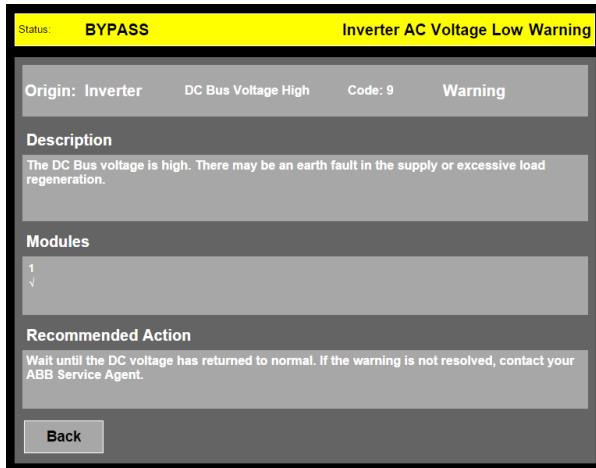 Status: BYPASS Inverter AC Voltage Low Warning
Origin: Inverter DC Bus Voltage High Code: 9 Warning
Description
The DC Bus voltage is high. There may be an earth fault in the supply or excessive load
regeneration.
Modules
1
√
Recommended Action
Wait until the DC voltage has returned to normal. If the warning is not resolved, contact your
ABB Service Agent.
Back